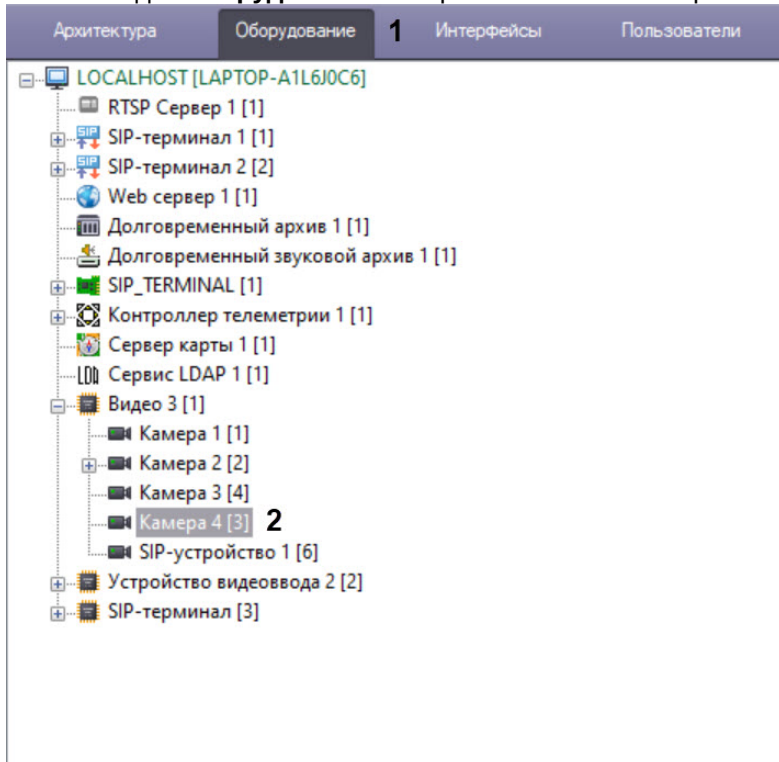 Архитектура Оборудование 1 Интерфейсы Пользователи
LOCALHOST [LAPTOP-A1L6J0C6]
RTSP Сервер 1 [1]
SIP-терминал 1 [1]
SIP-терминал 2 [2]
Web сервер 1 [1]
Долговременный архив 1 [1]
Долговременный звуковой архив 1 [1]
SIP_TERMINAL [1]
Контроллер телеметрии 1 [1]
Сервер карты 1 [1]
Сервис LDAP 1 [1]
Видео 3 [1]
Камера 1 [1]
Камера 2 [2]
Камера 3 [4]
Камера 4 [3] 2
SIP-устройство 1 [6]
Устройство видеоввода 2 [2]
SIP-терминал [3]